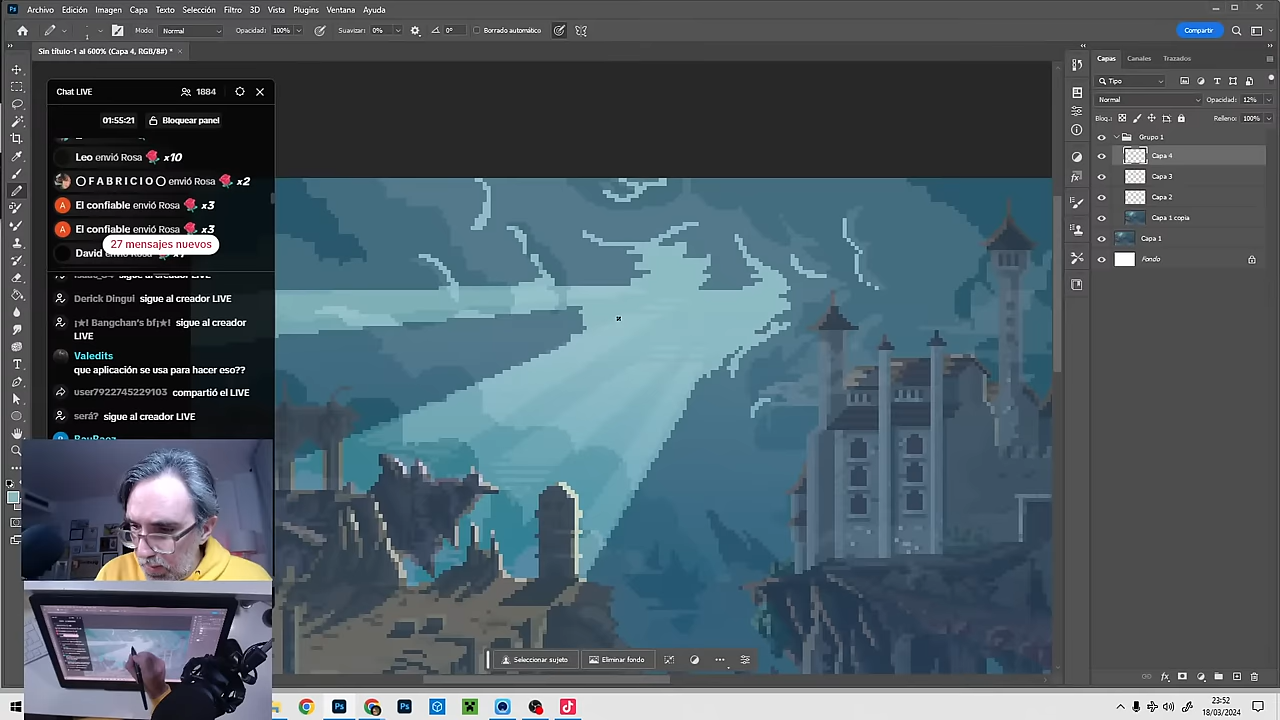 Archivo Edición Imagen Capa Texto Selección Filtro 3D Vista Plugins Ventana Ayuda
Modo: Normal Opacidad: 100% Suavizar: 0% 0° Borrado automático Compartir
Sin título-1 al 600% (Capa 4, RGB/8#) * ×
Capas Canales Trazados
Tipo
Normal Opacidad: 12%
Bloq.: Relleno: 100%
Grupo 1
Capa 4
Capa 3
Capa 2
Capa 1 copia
Capa 1
Fondo
Chat LIVE 1884
01:55:21 Bloquear panel
Leo envió Rosa x10
F A B R I C I O envió Rosa x2
El confiable envió Rosa x3
El confiable envió Rosa x3
27 mensajes nuevos
David envió Rosa
sigue al creador LIVE
Derick Dingui sigue al creador LIVE
¡★! Bangchan's bf¡★! sigue al creador
LIVE
Valedits
que aplicación se usa para hacer eso??
user7922745229103 compartió el LIVE
será? sigue al creador LIVE
Seleccionar sujeto Eliminar fondo
23:52
18/03/2024